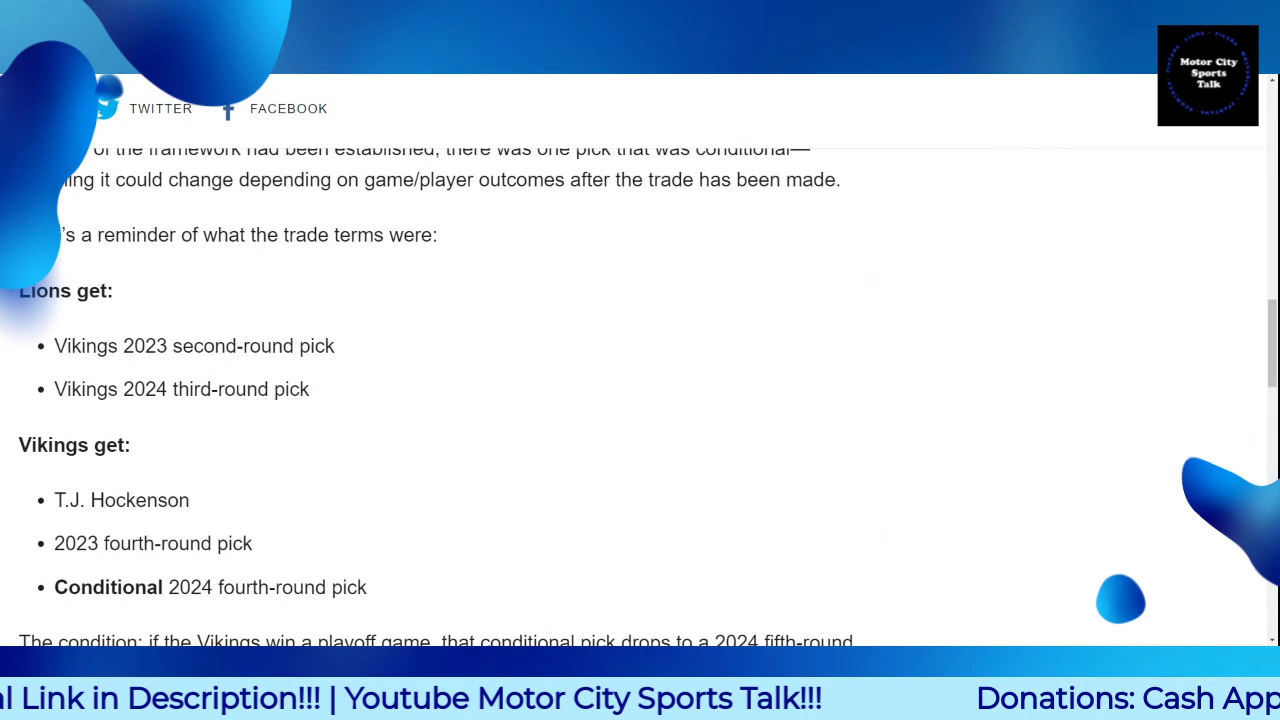 Motor City
Sports
Talk
TWITTER FACEBOOK
of the framework had been established, there was one pick that was conditional—
ing it could change depending on game/player outcomes after the trade has been made.
’s a reminder of what the trade terms were:
Lions get:
• Vikings 2023 second-round pick
• Vikings 2024 third-round pick
Vikings get:
• T.J. Hockenson
• 2023 fourth-round pick
• Conditional 2024 fourth-round pick
The condition: if the Vikings win a playoff game, that conditional pick drops to a 2024 fifth-round
al Link in Description!!! | Youtube Motor City Sports Talk!!! Donations: Cash App